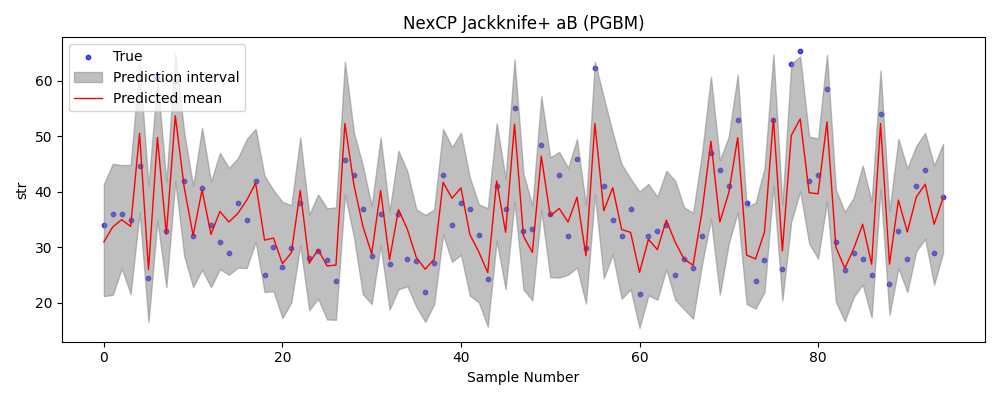 NexCP Jackknife+ aB (PGBM)
True
Prediction interval
Predicted mean
str
60
50
40
30
20
0
20
40
60
80
Sample Number